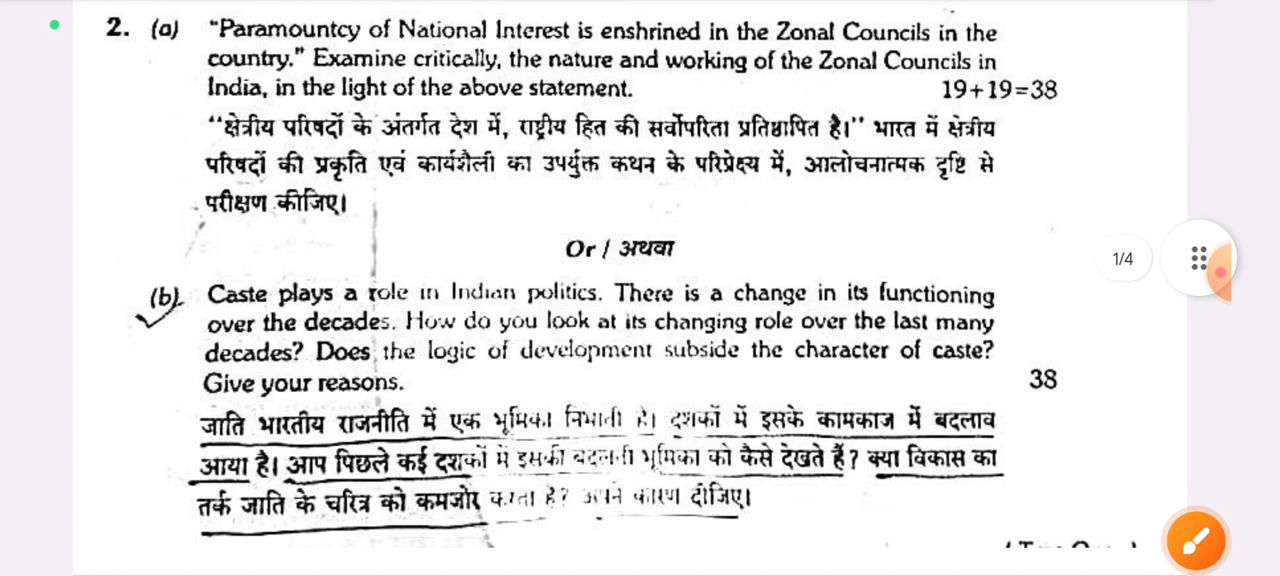 2. (a) "Paramountcy of National Interest is enshrined in the Zonal Councils in the
country." Examine critically, the nature and working of the Zonal Councils in
India, in the light of the above statement. 19+19=38
"क्षेत्रीय परिषदों के अंतर्गत देश में, राष्ट्रीय हित की सर्वोपरिता प्रतिष्ठापित है।" भारत में क्षेत्रीय
परिषदों की प्रकृति एवं कार्यशैली का उपर्युक्त कथन के परिप्रेक्ष्य में, आलोचनात्मक दृष्टि से
परीक्षण कीजिए।
Or / अथवा
1/4
(b) Caste plays a role in Indian politics. There is a change in its functioning
over the decades. How do you look at its changing role over the last many
decades? Does the logic of development subside the character of caste?
Give your reasons. 38
जाति भारतीय राजनीति में एक भूमिका निभाती है। दशकों में इसके कामकाज में बदलाव
आया है। आप पिछले कई दशकों में इसकी बदलती भूमिका को कैसे देखते हैं? क्या विकास का
तर्क जाति के चरित्र को कमजोर करता है? अपने कारण दीजिए।